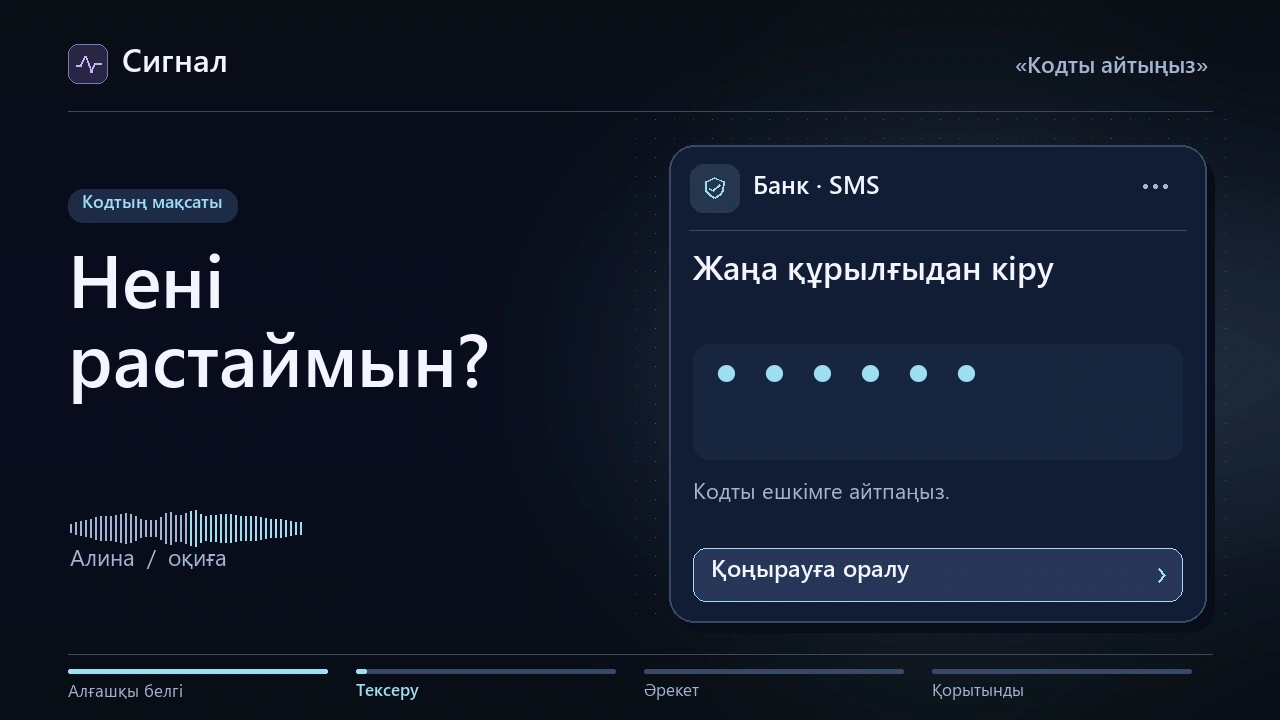 Сигнал
«Кодты айтыңыз»
Кодтың мақсаты
Нені
растаймын?
Алина / оқиға
Банк · SMS
Жаңа құрылғыдан кіру
Кодты ешкімге айтпаңыз.
Қоңырауға оралу
Алғашқы белгі
Тексеру
Әрекет
Қорытынды